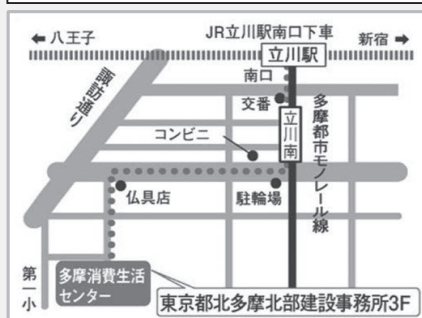 ← 八王子
JR立川駅南口下車
新宿 →
立川駅
南口
諏訪通り
交番
コンビニ
立川南
多摩都市モノレール線
仏具店
駐輪場
第一小
多摩消費生活
センター
東京都北多摩北部建設事務所3F